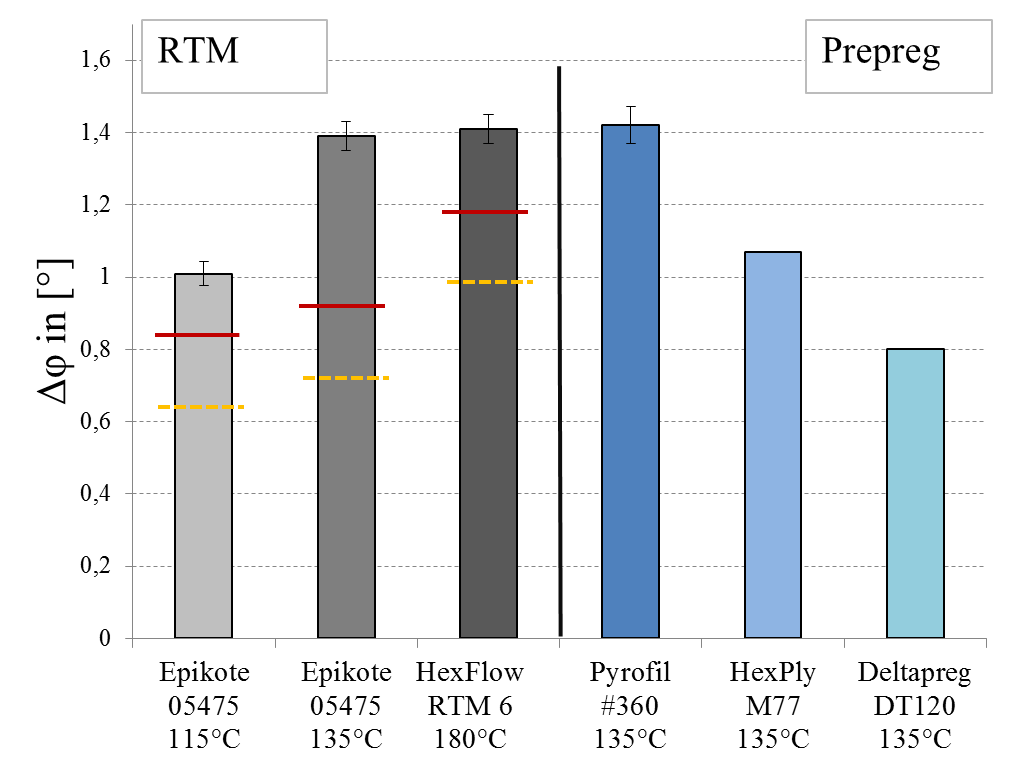 RTM
Prepreg
Δφ in [°]
1,6
1,4
1,2
1
0,8
0,6
0,4
0,2
0
Epikote
05475
115°C
Epikote
05475
135°C
HexFlow
RTM 6
180°C
Pyrofil
#360
135°C
HexPly
M77
135°C
Deltapreg
DT120
135°C